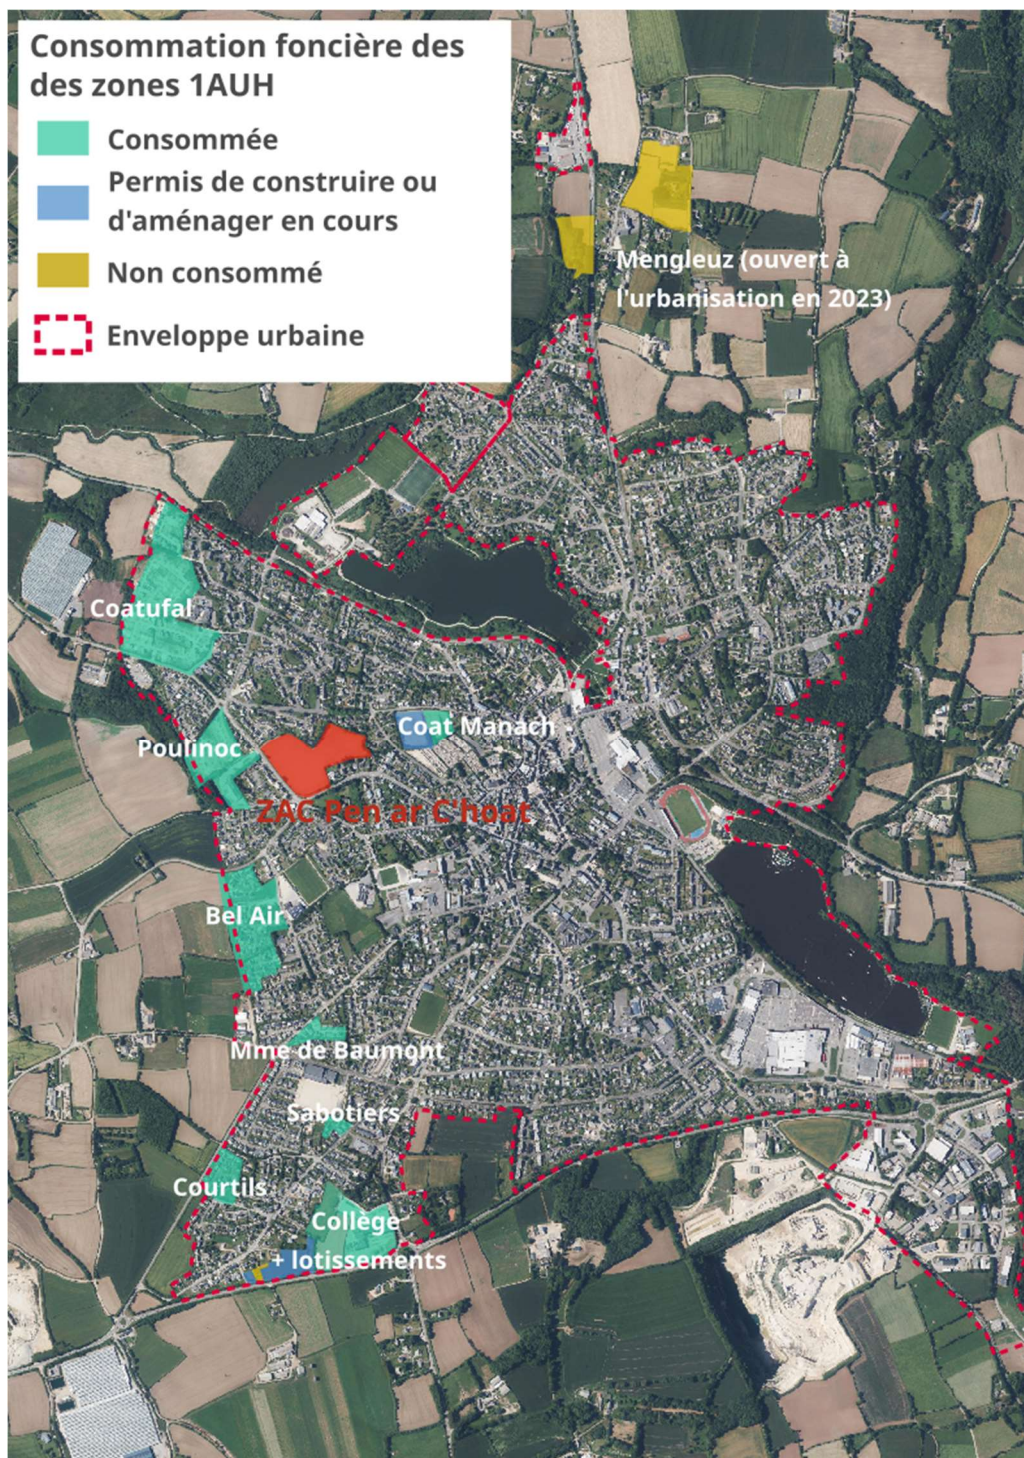 Consommation foncière des
des zones 1AUH
Consommée
Permis de construire ou
d'aménager en cours
Non consommé
Enveloppe urbaine
Mengleuz (ouvert à
l'urbanisation en 2023)
Coatufal
Coat Manach
Poulinoc
ZAC Pen ar C'hoat
Bel Air
Mme de Baumont
Sabotiers
Courtils
Collège
+ lotissements